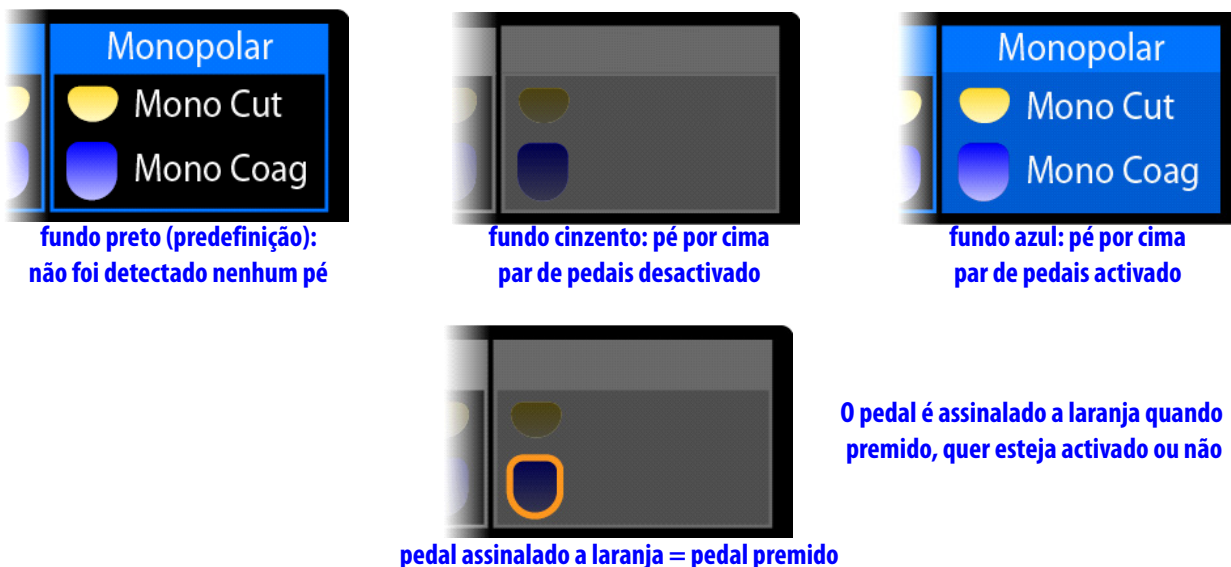 Monopolar
Mono Cut
Mono Coag
fundo preto (predefinição):
não foi detectado nenhum pé
fundo cinzento: pé por cima
par de pedais desactivado
Monopolar
Mono Cut
Mono Coag
fundo azul: pé por cima
par de pedais activado
O pedal é assinalado a laranja quando
premido, quer esteja activado ou não
pedal assinalado a laranja = pedal premido